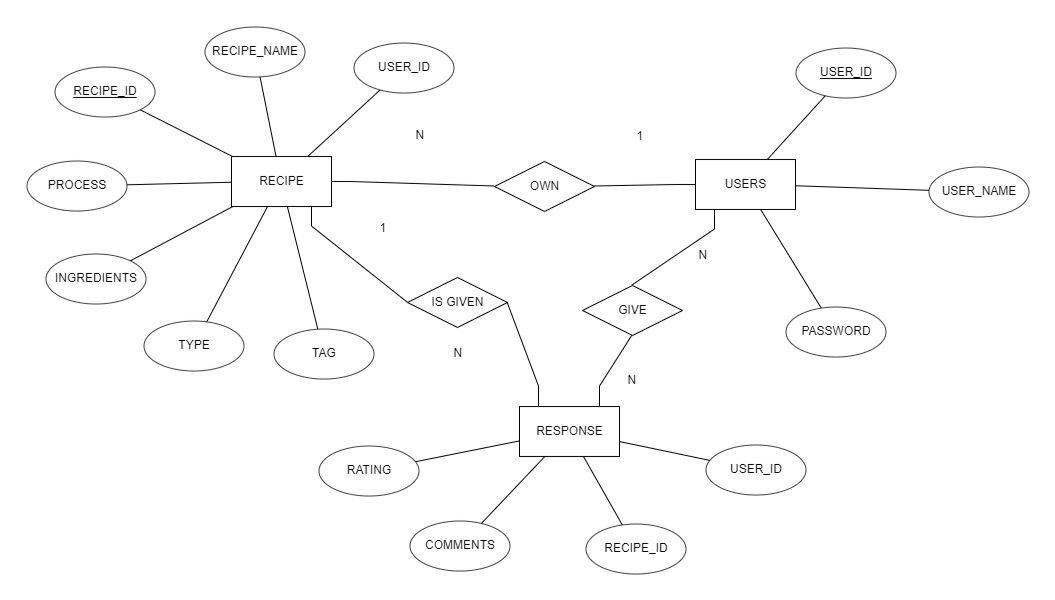 RECIPE_NAME
USER_ID
USER_ID
RECIPE_ID
N
1
RECIPE
OWN
USERS
PROCESS
USER_NAME
1
N
INGREDIENTS
IS GIVEN
GIVE
PASSWORD
TYPE
TAG
N
N
RESPONSE
RATING
USER_ID
COMMENTS
RECIPE_ID